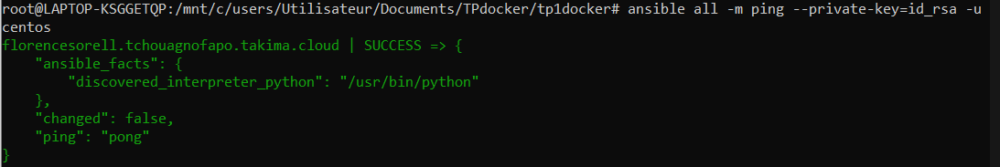 root@LAPTOP-KSGGETQP:/mnt/c/users/Utilisateur/Documents/TPdocker/tp1docker# ansible all -m ping --private-key=id_rsa -u
centos
florencesorell.tchouagnofapo.takima.cloud | SUCCESS => {
    "ansible_facts": {
        "discovered_interpreter_python": "/usr/bin/python"
    },
    "changed": false,
    "ping": "pong"
}